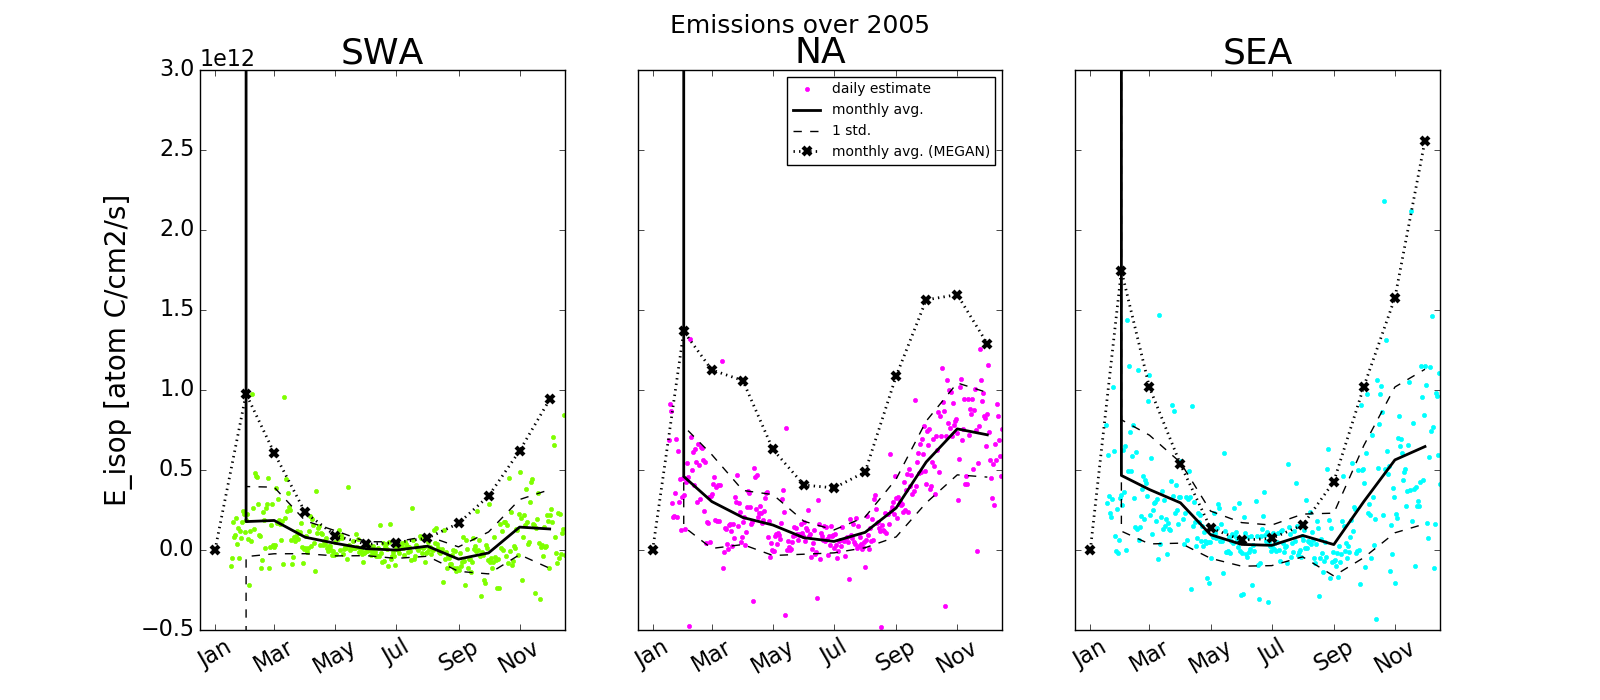 Emissions over 2005
SWA
NA
SEA
1e12
E_isop [atom C/cm2/s]
3.0
2.5
2.0
1.5
1.0
0.5
0.0
−0.5
daily estimate
monthly avg.
1 std.
monthly avg. (MEGAN)
Jan Mar May Jul Sep Nov
Jan Mar May Jul Sep Nov
Jan Mar May Jul Sep Nov